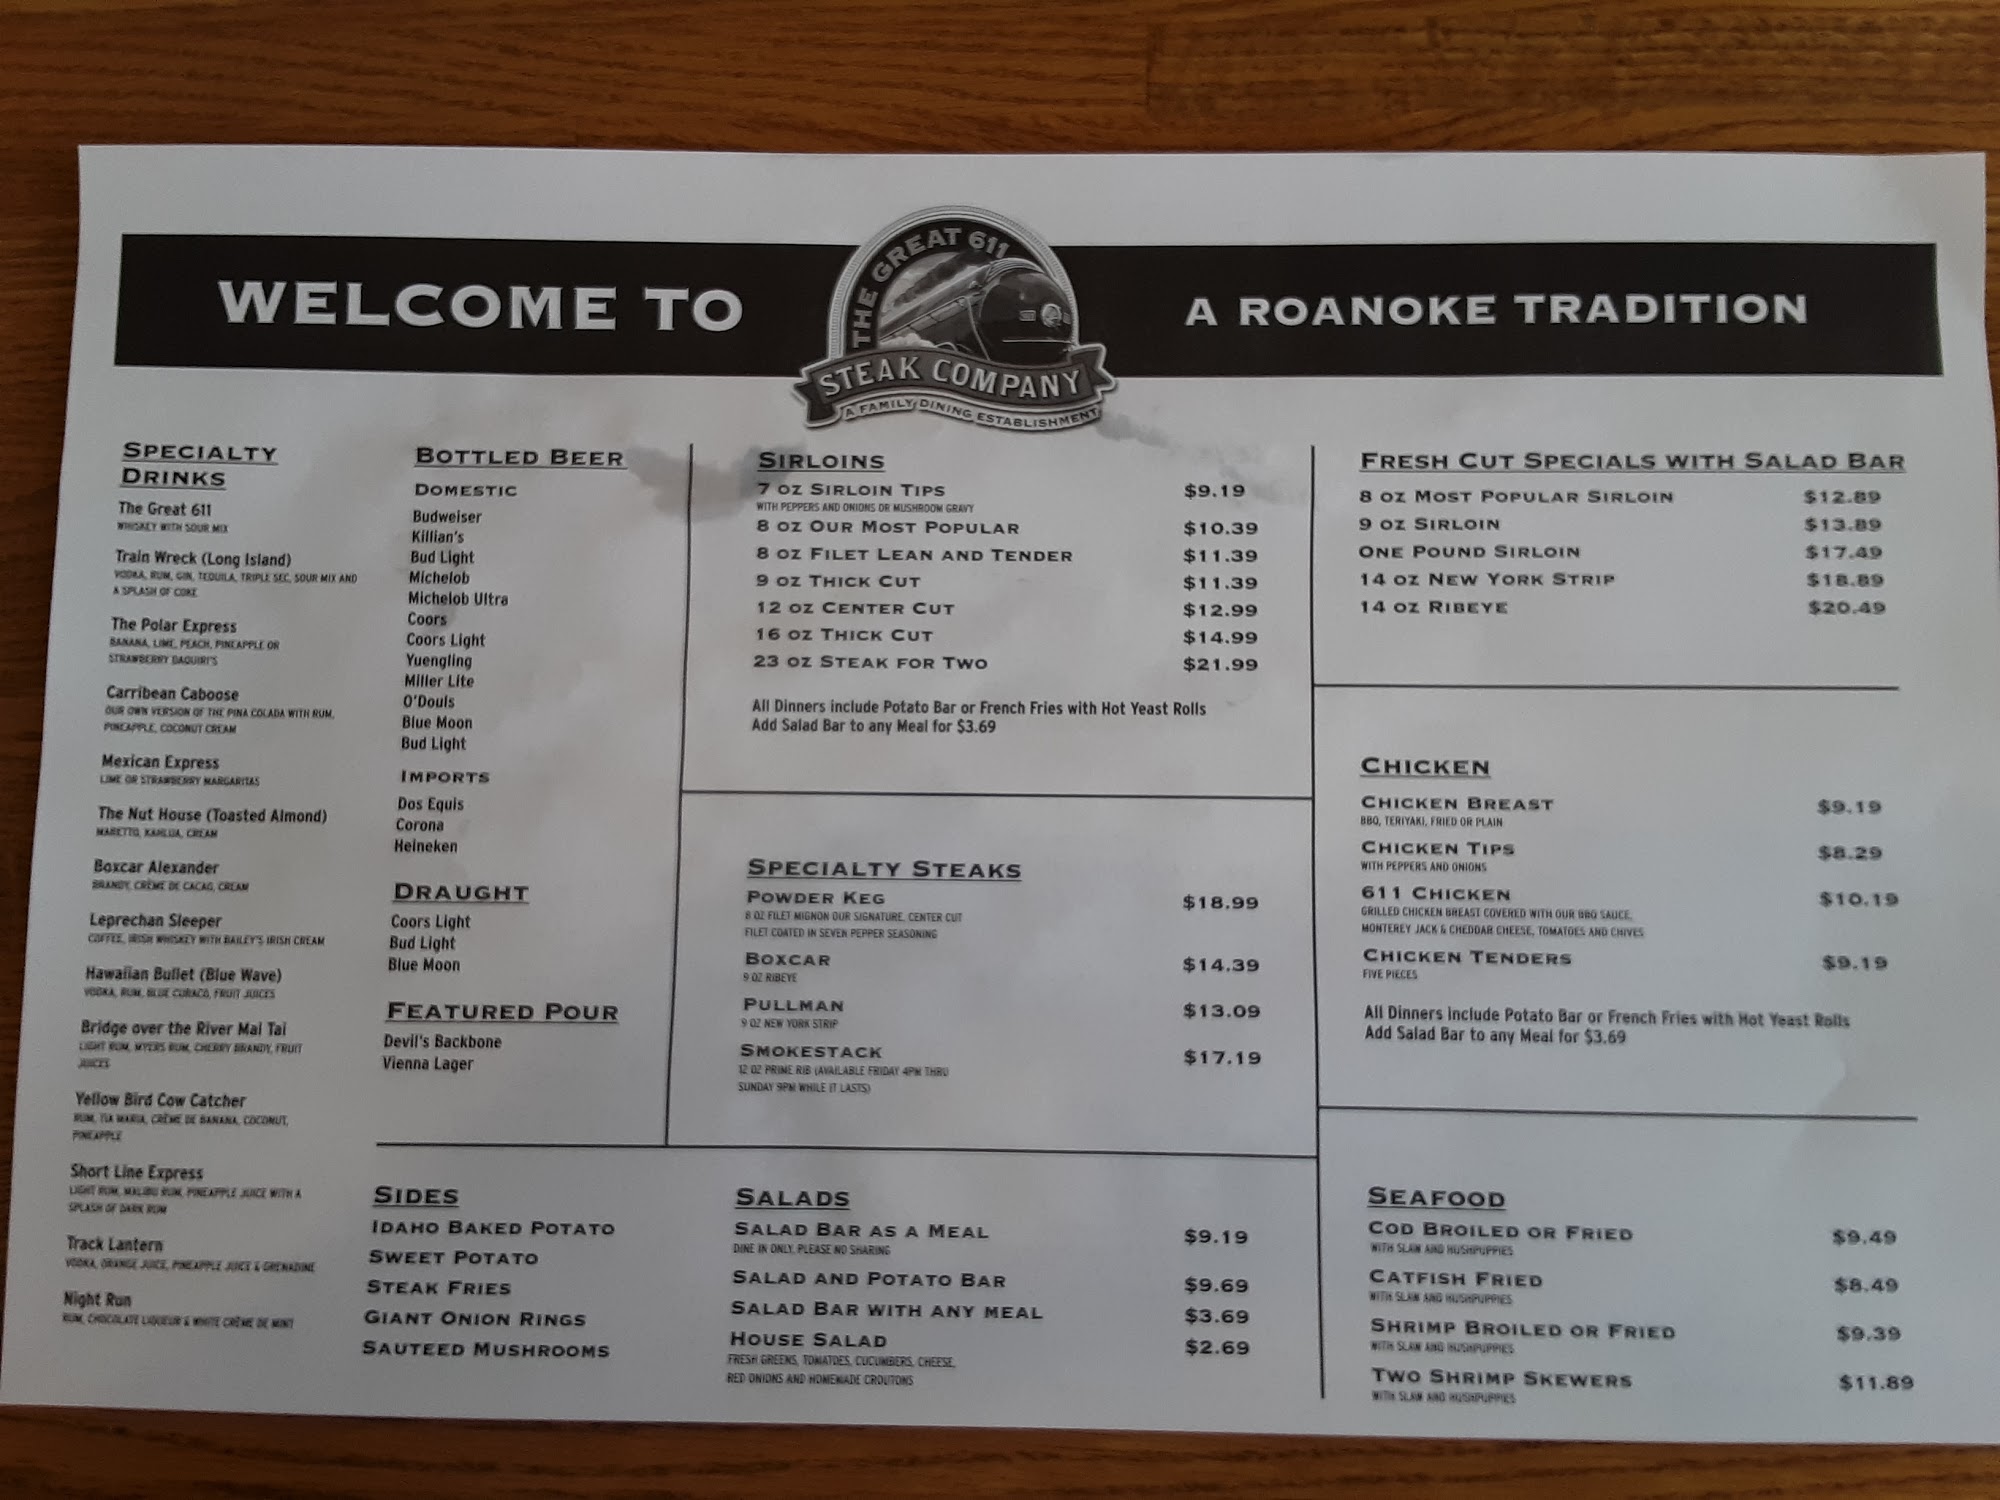 WELCOME TO
THE GREAT 611
STEAK COMPANY
A FAMILY DINING ESTABLISHMENT
A ROANOKE TRADITION
SPECIALTY
DRINKS
The Great 611
WHISKEY WITH SOUR MIX
Train Wreck (Long Island)
VODKA, RUM, GIN, TEQUILA, TRIPLE SEC, SOUR MIX AND
A SPLASH OF COKE
The Polar Express
BANANA, LIME, PEACH, PINEAPPLE OR
STRAWBERRY DAQUIRI'S
Carribean Caboose
OUR OWN VERSION OF THE PINA COLADA WITH RUM,
PINEAPPLE, COCONUT CREAM
Mexican Express
LIME OR STRAWBERRY MARGARITAS
The Nut House (Toasted Almond)
MARETTO, KAHLUA, CREAM
Boxcar Alexander
BRANDY, CRÈME DE CACAO, CREAM
Leprechan Sleeper
COFFEE, IRISH WHISKEY WITH BAILEY'S IRISH CREAM
Hawaiian Bullet (Blue Wave)
VODKA, RUM, BLUE CURACO, FRUIT JUICES
Bridge over the River Mai Tai
LIGHT RUM, MYERS RUM, CHERRY BRANDY, FRUIT
JUICES
Yellow Bird Cow Catcher
RUM, TIA MARIA, CRÈME DE BANANA, COCONUT,
PINEAPPLE
Short Line Express
LIGHT RUM, MALIBU RUM, PINEAPPLE JUICE WITH A
SPLASH OF DARK RUM
Track Lantern
VODKA, ORANGE JUICE, PINEAPPLE JUICE & GRENADINE
Night Run
RUM, CHOCOLATE LIQUEUR & WHITE CRÈME DE MINT
BOTTLED BEER
DOMESTIC
Budweiser
Killian's
Bud Light
Michelob
Michelob Ultra
Coors
Coors Light
Yuengling
Miller Lite
O'Douls
Blue Moon
Bud Light
IMPORTS
Dos Equis
Corona
Heineken
DRAUGHT
Coors Light
Bud Light
Blue Moon
FEATURED POUR
Devil's Backbone
Vienna Lager
SIRLOINS
7 OZ SIRLOIN TIPS $9.19
WITH PEPPERS AND ONIONS OR MUSHROOM GRAVY
8 OZ OUR MOST POPULAR $10.39
8 OZ FILET LEAN AND TENDER $11.39
9 OZ THICK CUT $11.39
12 OZ CENTER CUT $12.99
16 OZ THICK CUT $14.99
23 OZ STEAK FOR TWO $21.99
All Dinners include Potato Bar or French Fries with Hot Yeast Rolls
Add Salad Bar to any Meal for $3.69
SPECIALTY STEAKS
POWDER KEG $18.99
8 OZ FILET MIGNON OUR SIGNATURE, CENTER CUT
FILET COATED IN SEVEN PEPPER SEASONING
BOXCAR $14.39
9 OZ RIBEYE
PULLMAN $13.09
9 OZ NEW YORK STRIP
SMOKESTACK $17.19
12 OZ PRIME RIB (AVAILABLE FRIDAY 4PM THRU
SUNDAY 9PM WHILE IT LASTS)
FRESH CUT SPECIALS WITH SALAD BAR
8 OZ MOST POPULAR SIRLOIN $12.89
9 OZ SIRLOIN $13.89
ONE POUND SIRLOIN $17.49
14 OZ NEW YORK STRIP $18.89
14 OZ RIBEYE $20.49
CHICKEN
CHICKEN BREAST $9.19
BBQ, TERIYAKI, FRIED OR PLAIN
CHICKEN TIPS $8.29
WITH PEPPERS AND ONIONS
611 CHICKEN $10.19
GRILLED CHICKEN BREAST COVERED WITH OUR BBQ SAUCE,
MONTEREY JACK & CHEDDAR CHEESE, TOMATOES AND CHIVES
CHICKEN TENDERS $9.19
FIVE PIECES
All Dinners Include Potato Bar or French Fries with Hot Yeast Rolls
Add Salad Bar to any Meal for $3.69
SIDES
IDAHO BAKED POTATO
SWEET POTATO
STEAK FRIES
GIANT ONION RINGS
SAUTEED MUSHROOMS
SALADS
SALAD BAR AS A MEAL $9.19
DINE IN ONLY, PLEASE NO SHARING
SALAD AND POTATO BAR $9.69
SALAD BAR WITH ANY MEAL $3.69
HOUSE SALAD $2.69
FRESH GREENS, TOMATOES, CUCUMBERS, CHEESE,
RED ONIONS AND HOMEMADE CROUTONS
SEAFOOD
COD BROILED OR FRIED $9.49
WITH SLAW AND HUSHPUPPIES
CATFISH FRIED $8.49
WITH SLAW AND HUSHPUPPIES
SHRIMP BROILED OR FRIED $9.39
WITH SLAW AND HUSHPUPPIES
TWO SHRIMP SKEWERS $11.89
WITH SLAW AND HUSHPUPPIES